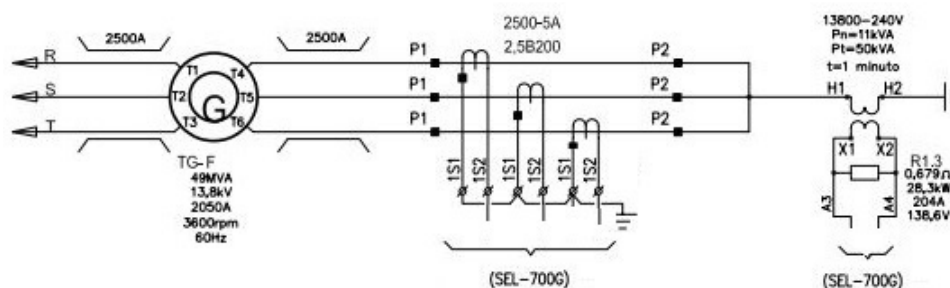 2500A
2500A
2500-5A
2,5B200
13800-240V
Pn=11kVA
Pt=50kVA
t=1 minuto
R
T1
T4
P1
P2
S
T2
G
T5
P1
P2
H1
H2
T
T3
T6
P1
P2
X1
X2
TG-F
49MVA
13,8kV
2050A
3600rpm
60Hz
1S1
1S2
1S1
1S2
1S1
1S2
R1.3
0,679Ω
28,3kW
204A
138,6V
A3
A4
(SEL-700G)
(SEL-700G)